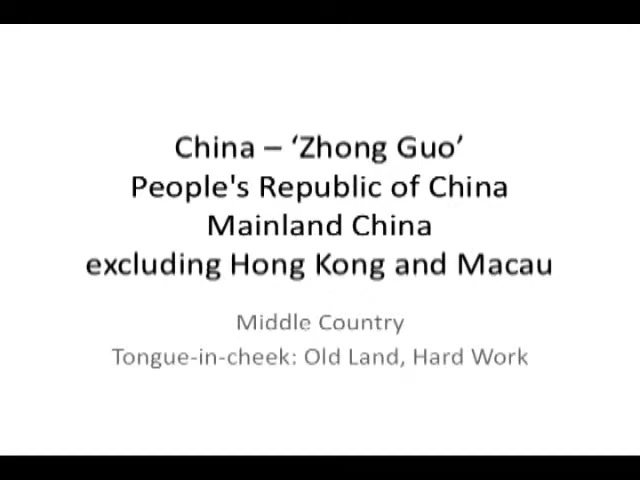 China – ‘Zhong Guo’
People's Republic of China
Mainland China
excluding Hong Kong and Macau
Middle Country
Tongue-in-cheek: Old Land, Hard Work